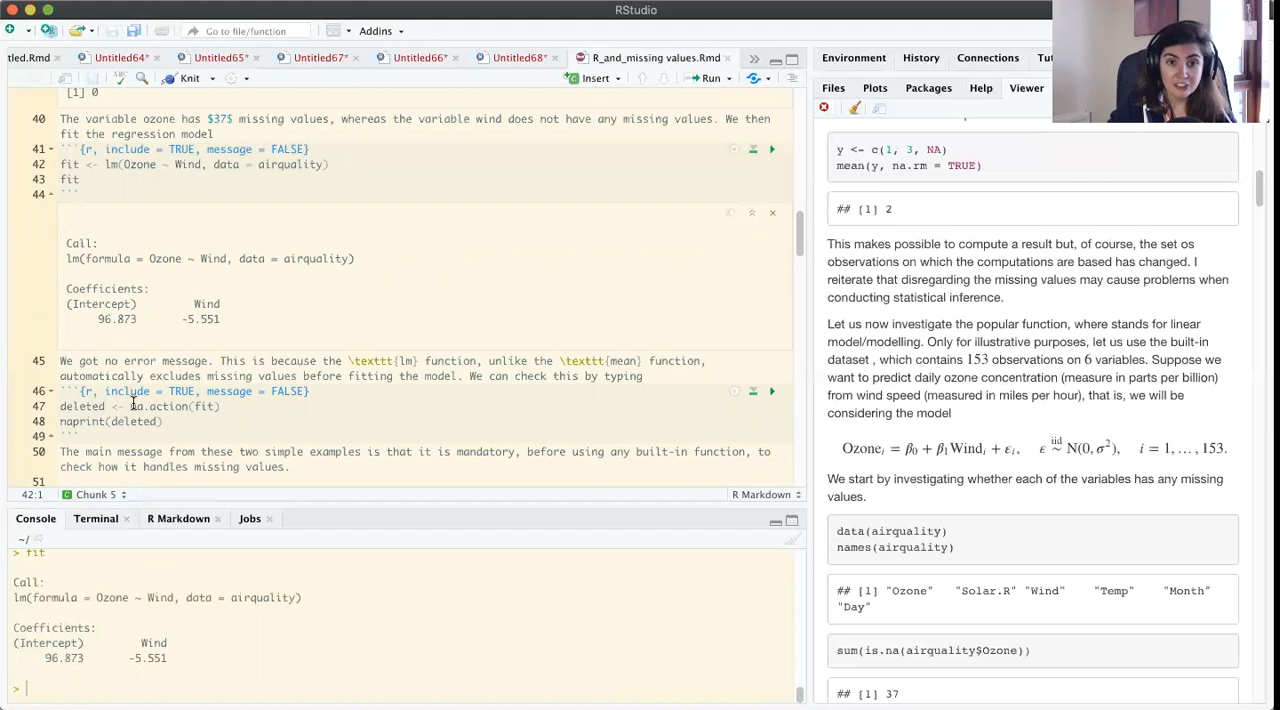 RStudio
Go to file/function
Addins
tled.Rmd
Untitled64*
Untitled65*
Untitled67*
Untitled66*
Untitled68*
R_and_missing values.Rmd
Knit
Insert
Run
[1] 0
40 The variable ozone has $37$ missing values, whereas the variable wind does not have any missing values. We then
fit the regression model
41 ```{r, include = TRUE, message = FALSE}
42 fit <- lm(Ozone ~ Wind, data = airquality)
43 fit
44 ```
Call:
lm(formula = Ozone ~ Wind, data = airquality)
Coefficients:
(Intercept) Wind
96.873 -5.551
45 We got no error message. This is because the \texttt{lm} function, unlike the \texttt{mean} function,
automatically excludes missing values before fitting the model. We can check this by typing
46 ```{r, include = TRUE, message = FALSE}
47 deleted <- na.action(fit)
48 naprint(deleted)
49 ```
50 The main message from these two simple examples is that it is mandatory, before using any built-in function, to
check how it handles missing values.
51
42:1 Chunk 5 R Markdown
Console Terminal R Markdown Jobs
~/
> fit
Call:
lm(formula = Ozone ~ Wind, data = airquality)
Coefficients:
(Intercept) Wind
96.873 -5.551
>
Environment History Connections Tu
Files Plots Packages Help Viewer
y <- c(1, 3, NA)
mean(y, na.rm = TRUE)
## [1] 2
This makes possible to compute a result but, of course, the set os
observations on which the computations are based has changed. I
reiterate that disregarding the missing values may cause problems when
conducting statistical inference.
Let us now investigate the popular function, where stands for linear
model/modelling. Only for illustrative purposes, let us use the built-in
dataset , which contains 153 observations on 6 variables. Suppose we
want to predict daily ozone concentration (measure in parts per billion)
from wind speed (measured in miles per hour), that is, we will be
considering the model
Ozoneᵢ = β₀ + β₁Windᵢ + εᵢ, ε iid ~ N(0, σ²), i = 1, … , 153.
We start by investigating whether each of the variables has any missing
values.
data(airquality)
names(airquality)
## [1] "Ozone" "Solar.R" "Wind" "Temp" "Month"
"Day"
sum(is.na(airquality$Ozone))
## [1] 37